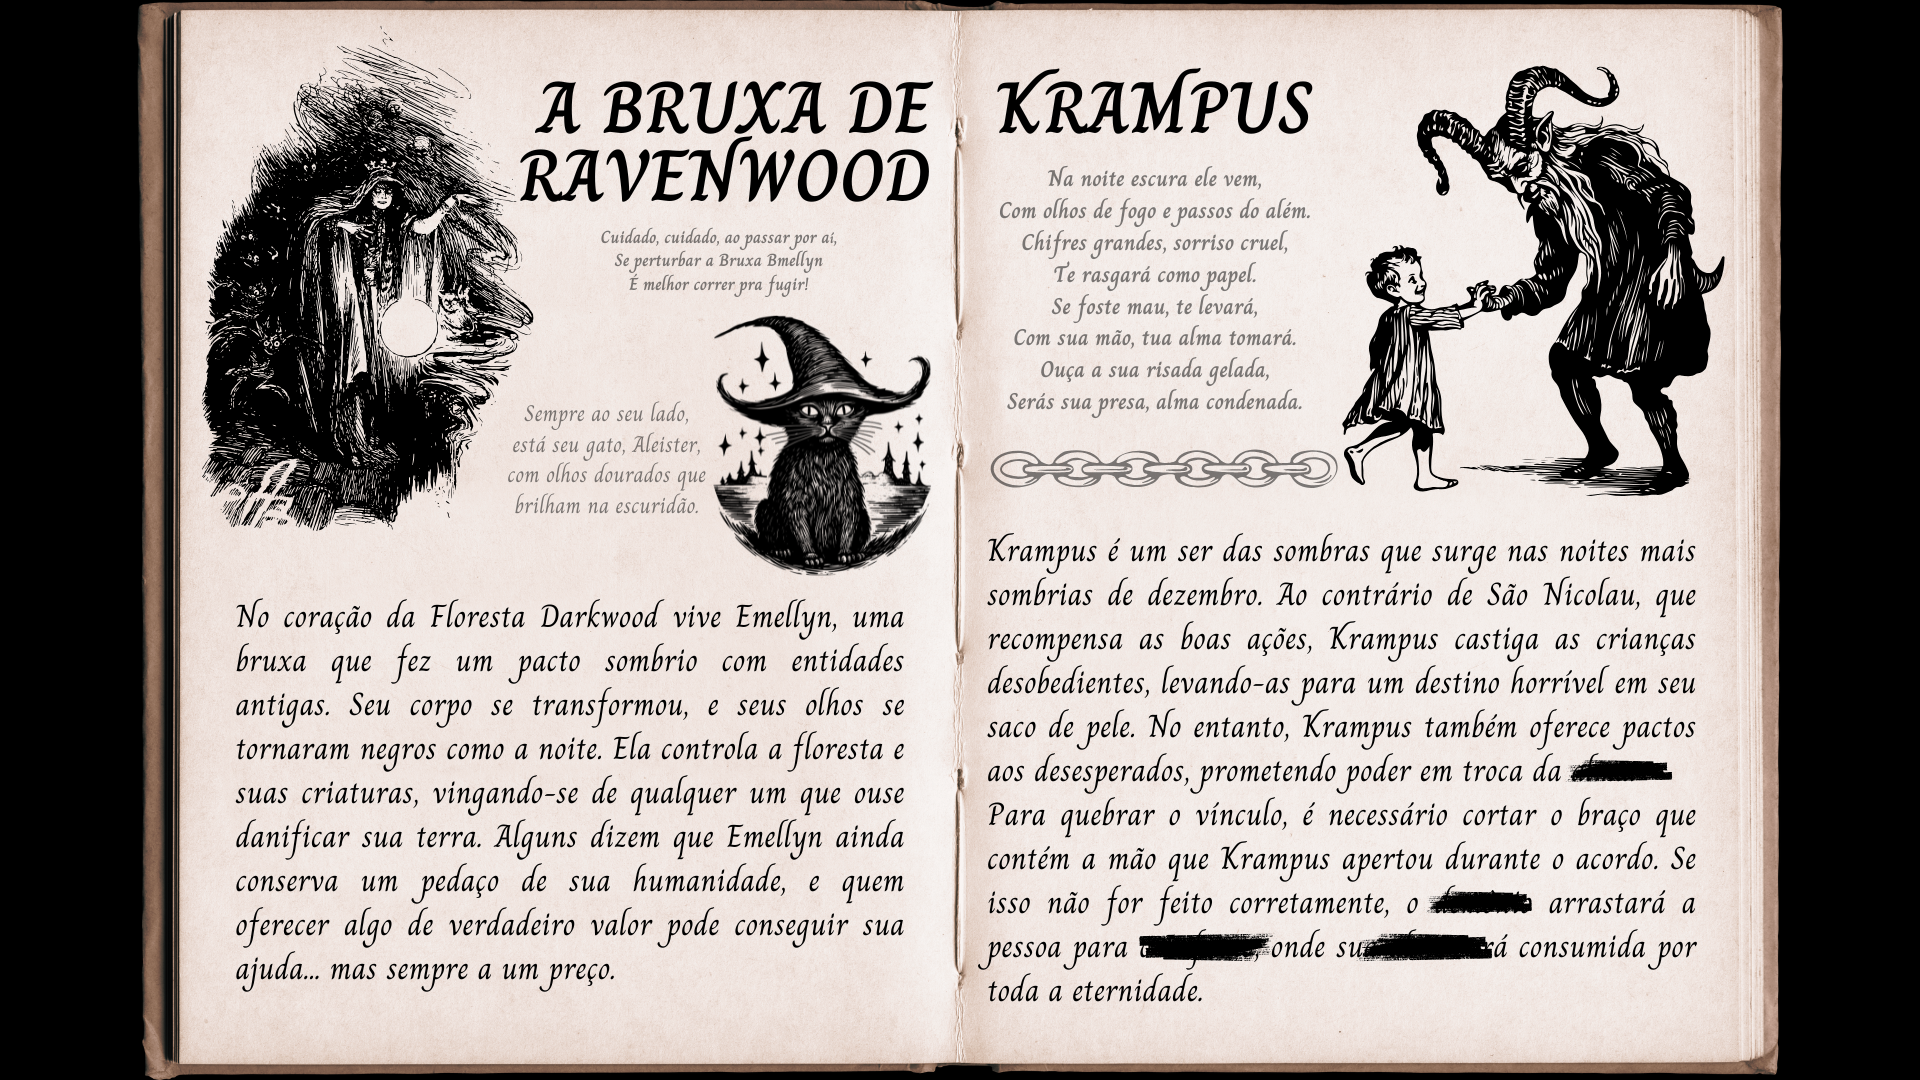 A BRUXA DE
RAVENWOOD
Cuidado, cuidado, ao passar por aí,
Se perturbar a Bruxa Bmellyn
É melhor correr pra fugir!
Sempre ao seu lado,
está seu gato, Aleister,
com olhos dourados que
brilham na escuridão.
No coração da Floresta Darkwood vive Emellyn, uma
bruxa que fez um pacto sombrio com entidades
antigas. Seu corpo se transformou, e seus olhos se
tornaram negros como a noite. Ela controla a floresta e
suas criaturas, vingando-se de qualquer um que ouse
danificar sua terra. Alguns dizem que Emellyn ainda
conserva um pedaço de sua humanidade, e quem
oferecer algo de verdadeiro valor pode conseguir sua
ajuda... mas sempre a um preço.
KRAMPUS
Na noite escura ele vem,
Com olhos de fogo e passos do além.
Chifres grandes, sorriso cruel,
Te rasgará como papel.
Se foste mau, te levará,
Com sua mão, tua alma tomará.
Ouça a sua risada gelada,
Serás sua presa, alma condenada.
Krampus é um ser das sombras que surge nas noites mais
sombrias de dezembro. Ao contrário de São Nicolau, que
recompensa as boas ações, Krampus castiga as crianças
desobedientes, levando-as para um destino horrível em seu
saco de pele. No entanto, Krampus também oferece pactos
aos desesperados, prometendo poder em troca da
Para quebrar o vínculo, é necessário cortar o braço que
contém a mão que Krampus apertou durante o acordo. Se
isso não for feito corretamente, o arrastará a
pessoa para , onde consumida por
toda a eternidade.